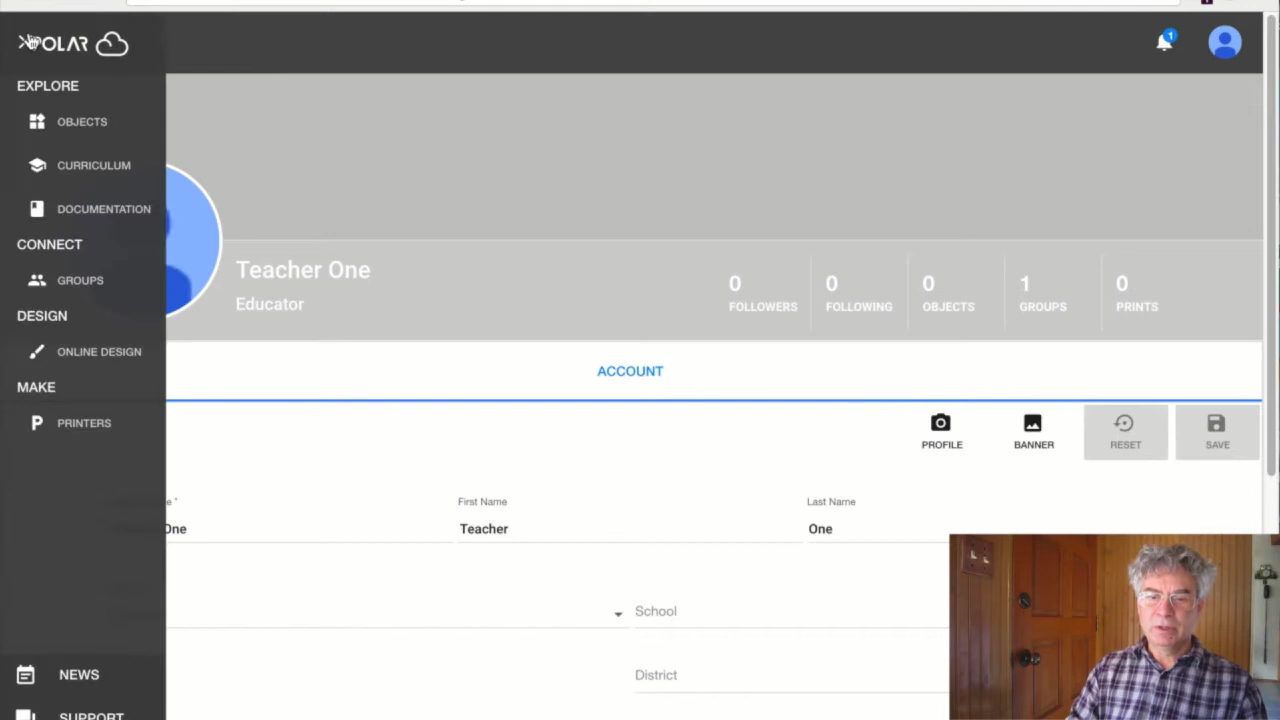 POLAR
1
EXPLORE
OBJECTS
CURRICULUM
DOCUMENTATION
CONNECT
GROUPS
DESIGN
ONLINE DESIGN
MAKE
P PRINTERS
NEWS
SUPPORT
Teacher One
Educator
0 0 0 1 0
FOLLOWERS FOLLOWING OBJECTS GROUPS PRINTS
ACCOUNT
PROFILE BANNER RESET SAVE
e * First Name Last Name
One Teacher One
School
District